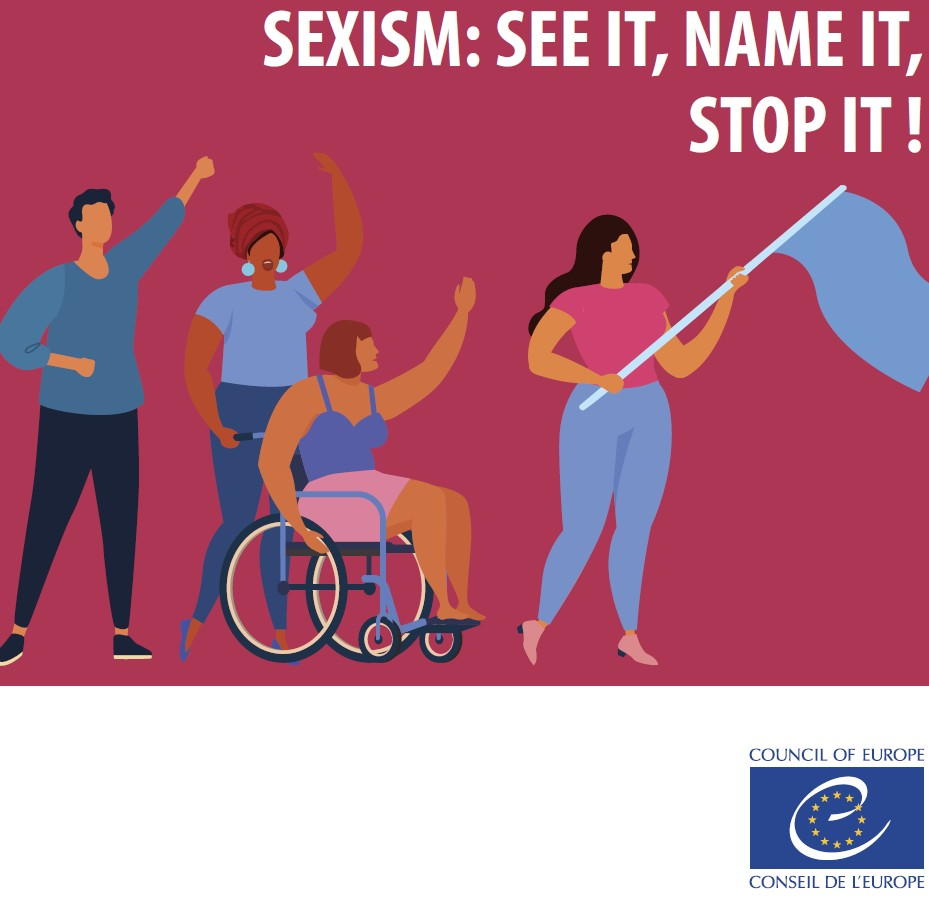 SEXISM: SEE IT, NAME IT,
STOP IT !
COUNCIL OF EUROPE
CONSEIL DE L'EUROPE